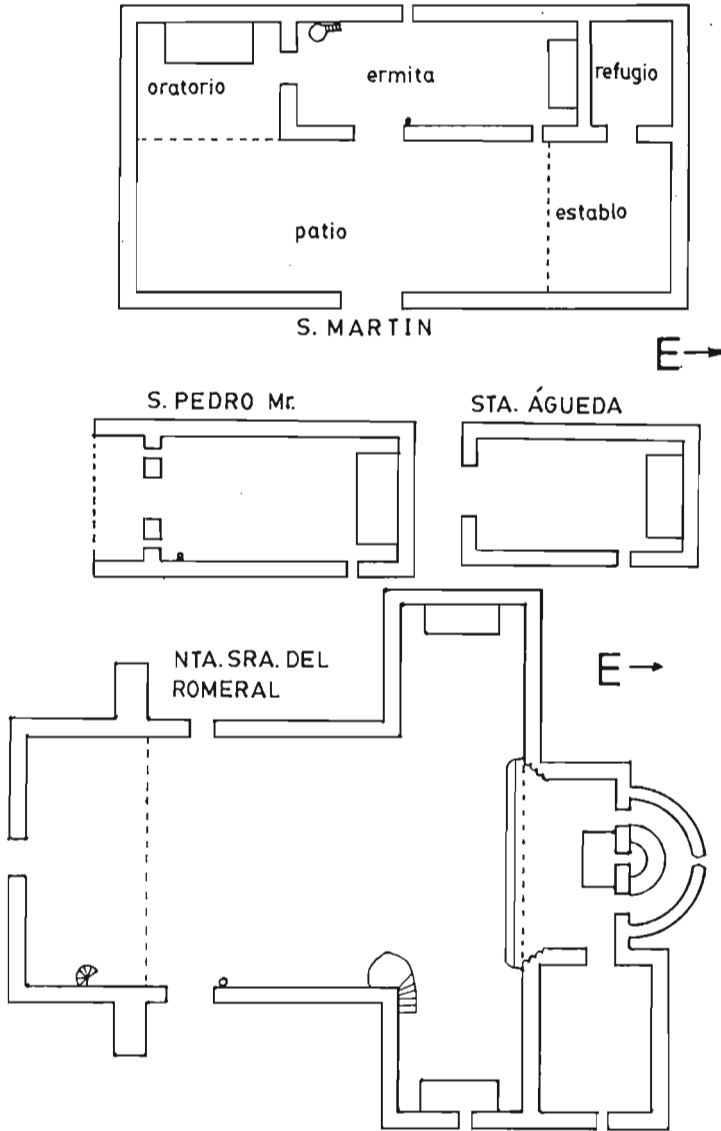 oratorio
ermita
refugio
patio
establo
S. MARTIN
E
S. PEDRO Mr.
STA. ÁGUEDA
NTA. SRA. DEL
ROMERAL
E